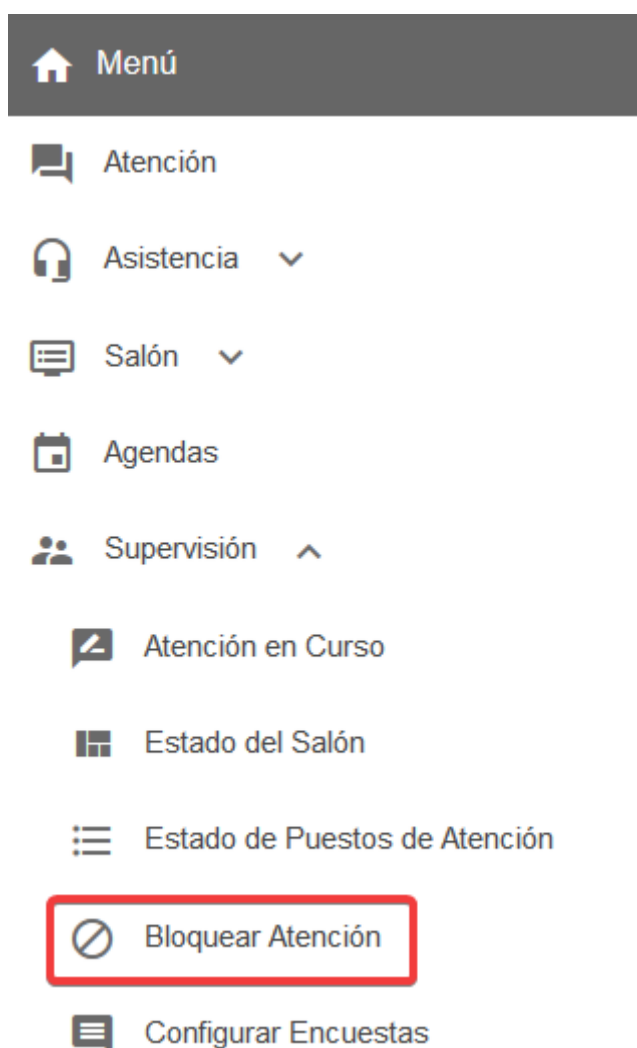 Menú
Atención
Asistencia
Salón
Agendas
Supervisión
Atención en Curso
Estado del Salón
Estado de Puestos de Atención
Bloquear Atención
Configurar Encuestas